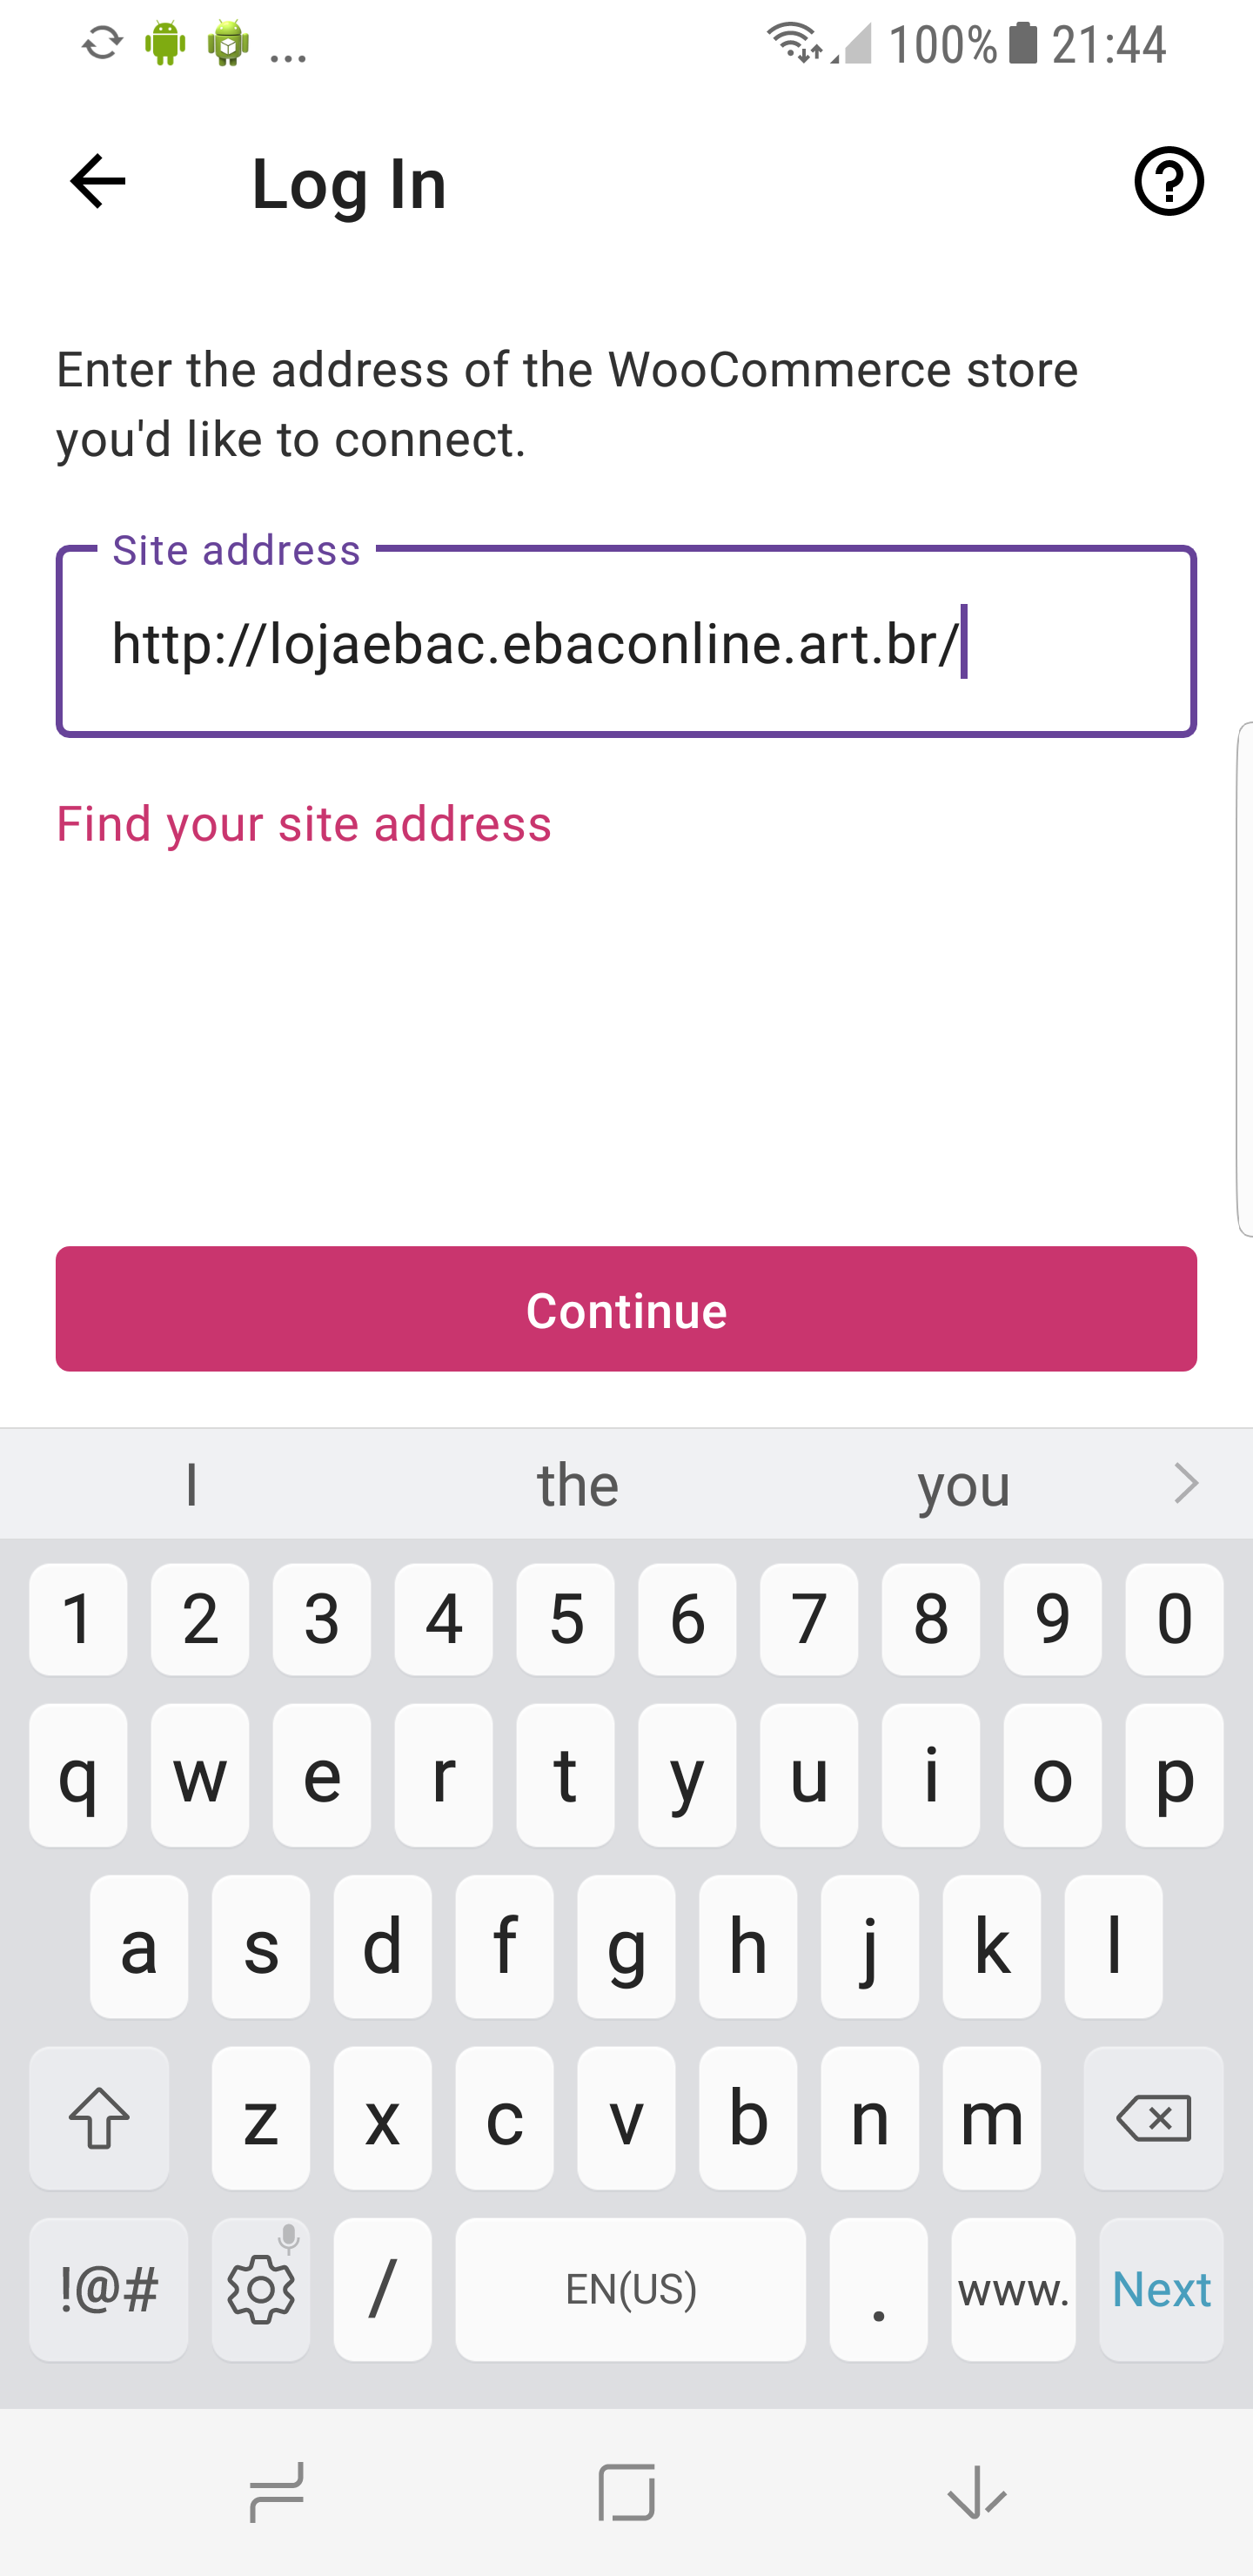 ... 100% 21:44
Log In
Enter the address of the WooCommerce store
you'd like to connect.
Site address
http://lojaebac.ebaconline.art.br/
Find your site address
Continue
I the you
1 2 3 4 5 6 7 8 9 0
q w e r t y u i o p
a s d f g h j k l
z x c v b n m
!@# / EN(US) . www. Next